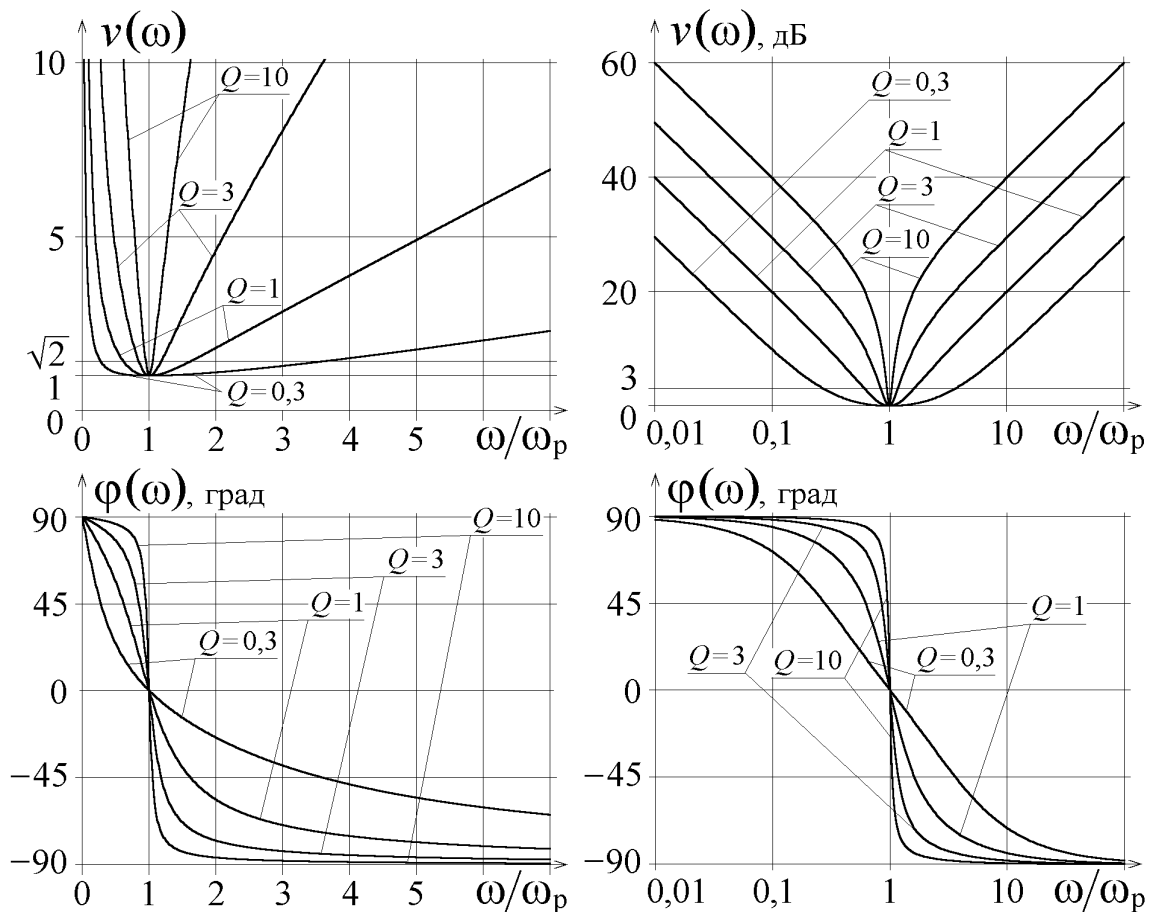 v(ω)
10
5
√2
1
0
0 1 2 3 4 5 ω/ωр
Q=10
Q=3
Q=1
Q=0,3
v(ω), дБ
60
40
20
3
0
0,01 0,1 1 10 ω/ωр
Q=0,3
Q=1
Q=3
Q=10
φ(ω), град
90
45
0
−45
−90
0 1 2 3 4 5 ω/ωр
Q=10
Q=3
Q=1
Q=0,3
φ(ω), град
90
45
0
−45
−90
0,01 0,1 1 10 ω/ωр
Q=1
Q=3
Q=10
Q=0,3